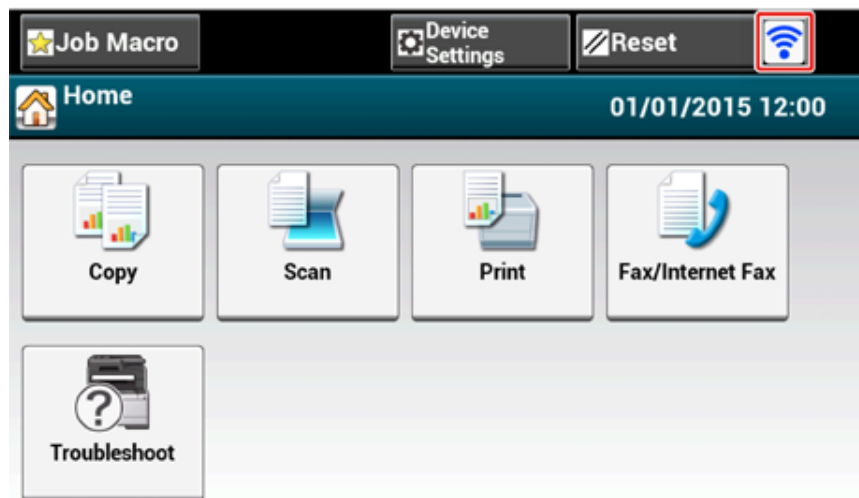 Job Macro
Device
Settings
Reset
Home
01/01/2015 12:00
Copy
Scan
Print
Fax/Internet Fax
Troubleshoot